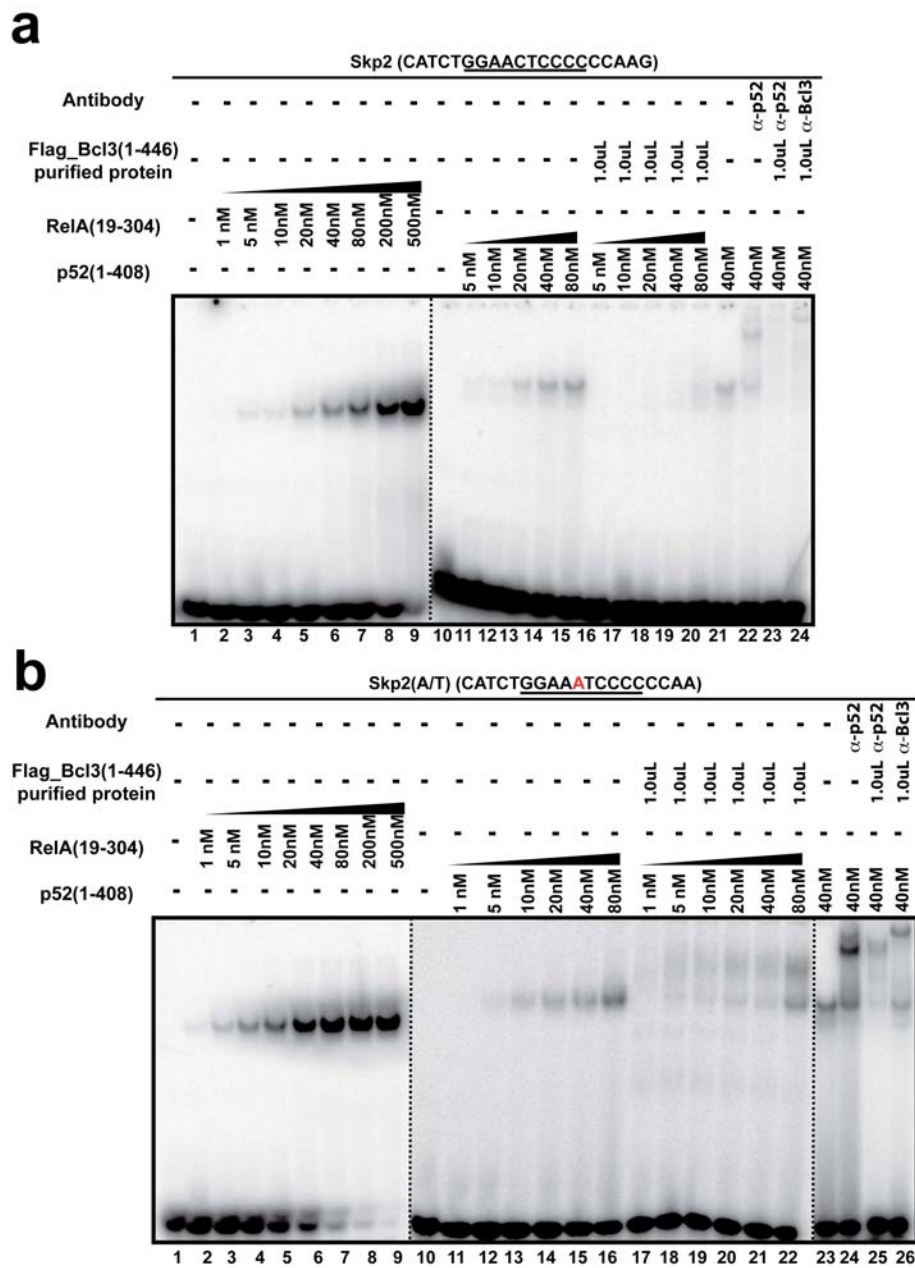 a
Skp2 (CATCTGGAACTCCCCCCAAG)
Antibody - - - - - - - - - - - - - - - - - - - - - α-p52 α-p52 α-Bcl3
Flag_Bcl3(1-446) purified protein - - - - - - - - - - - - - - - 1.0uL 1.0uL 1.0uL 1.0uL 1.0uL - - 1.0uL 1.0uL
RelA(19-304) - 1 nM 5 nM 10nM 20nM 40nM 80nM 200nM 500nM - - - - - - - - - - - - - - -
p52(1-408) - - - - - - - - - - 5 nM 10nM 20nM 40nM 80nM 5 nM 10nM 20nM 40nM 80nM 40nM 40nM 40nM 40nM
1 2 3 4 5 6 7 8 9 10 11 12 13 14 15 16 17 18 19 20 21 22 23 24
b
Skp2(A/T) (CATCTGGAAATCCCCCCAA)
Antibody - - - - - - - - - - - - - - - - - - - - - - - α-p52 α-p52 α-Bcl3
Flag_Bcl3(1-446) purified protein - - - - - - - - - - - - - - - - 1.0uL 1.0uL 1.0uL 1.0uL 1.0uL 1.0uL - - 1.0uL 1.0uL
RelA(19-304) - 1 nM 5 nM 10nM 20nM 40nM 80nM 200nM 500nM - - - - - - - - - - - - - - - - -
p52(1-408) - - - - - - - - - - 1 nM 5 nM 10nM 20nM 40nM 80nM 1 nM 5 nM 10nM 20nM 40nM 80nM 40nM 40nM 40nM 40nM
1 2 3 4 5 6 7 8 9 10 11 12 13 14 15 16 17 18 19 20 21 22 23 24 25 26